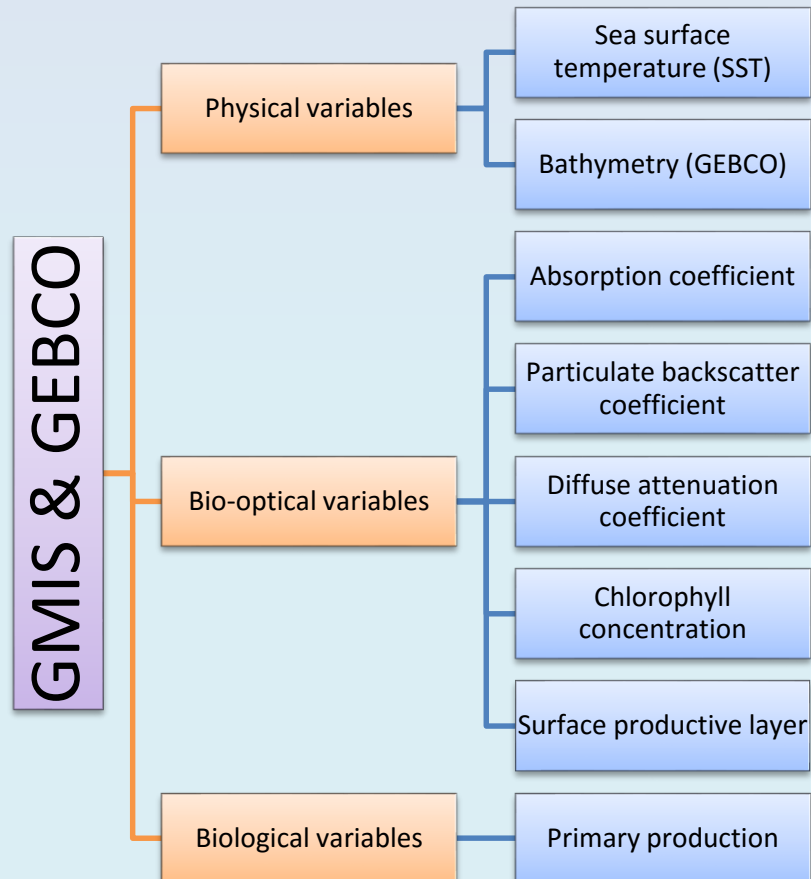 GMIS & GEBCO
Physical variables
Sea surface
temperature (SST)
Bathymetry (GEBCO)
Bio-optical variables
Absorption coefficient
Particulate backscatter
coefficient
Diffuse attenuation
coefficient
Chlorophyll
concentration
Surface productive layer
Biological variables
Primary production